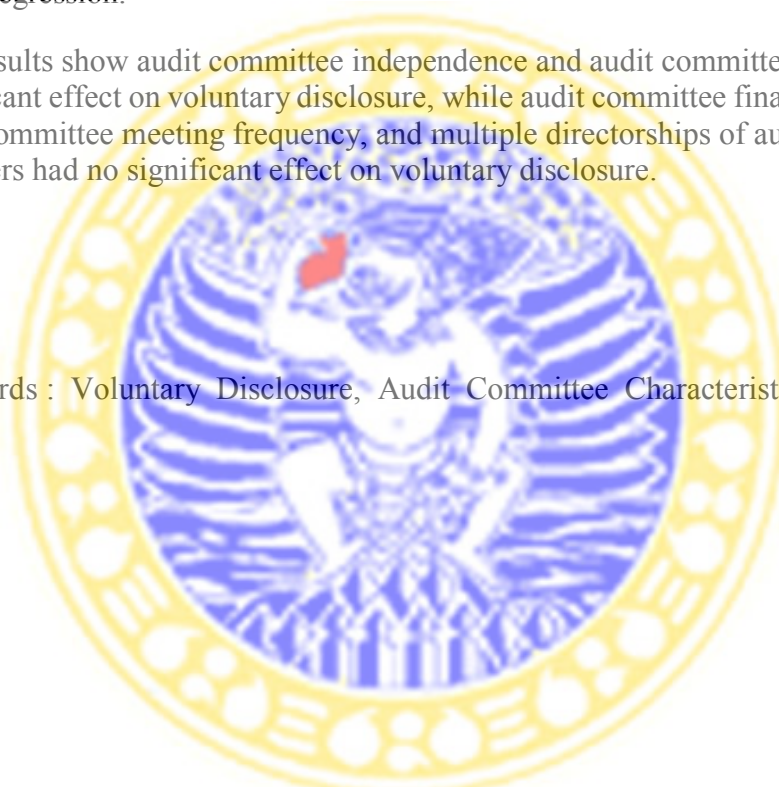 egression.
sults show audit committee independence and audit committe
cant effect on voluntary disclosure, while audit committee fina
ommittee meeting frequency, and multiple directorships of au
ers had no significant effect on voluntary disclosure.
rds : Voluntary Disclosure, Audit Committee Characterist